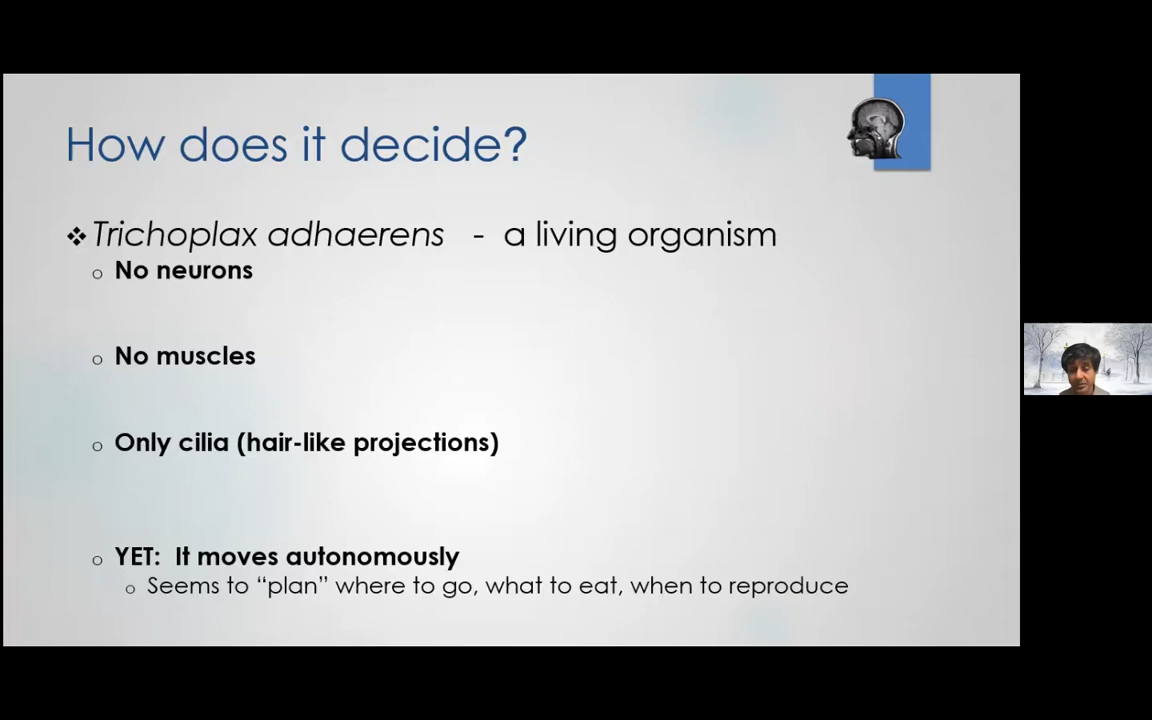 How does it decide?
❖ Trichoplax adhaerens - a living organism
o No neurons
o No muscles
o Only cilia (hair-like projections)
o YET: It moves autonomously
o Seems to “plan” where to go, what to eat, when to reproduce